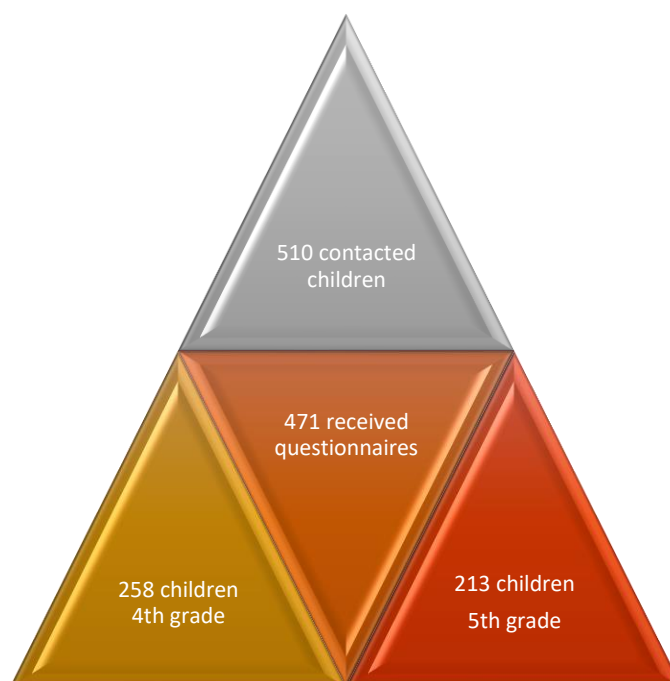 510 contacted
children
471 received
questionnaires
258 children
4th grade
213 children
5th grade